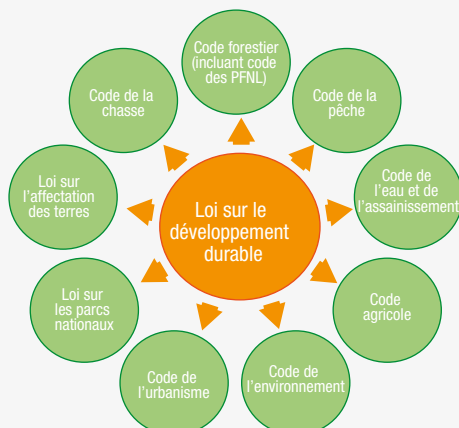 Code forestier
(incluant code
des PFNL)
Code de la
pêche
Code de
l'eau et de
l'assainissement
Code
agricole
Code de
l'environnement
Code de
l'urbanisme
Loi sur
les parcs
nationaux
Loi sur
l'affectation
des terres
Code de la
chasse
Loi sur le
développement
durable